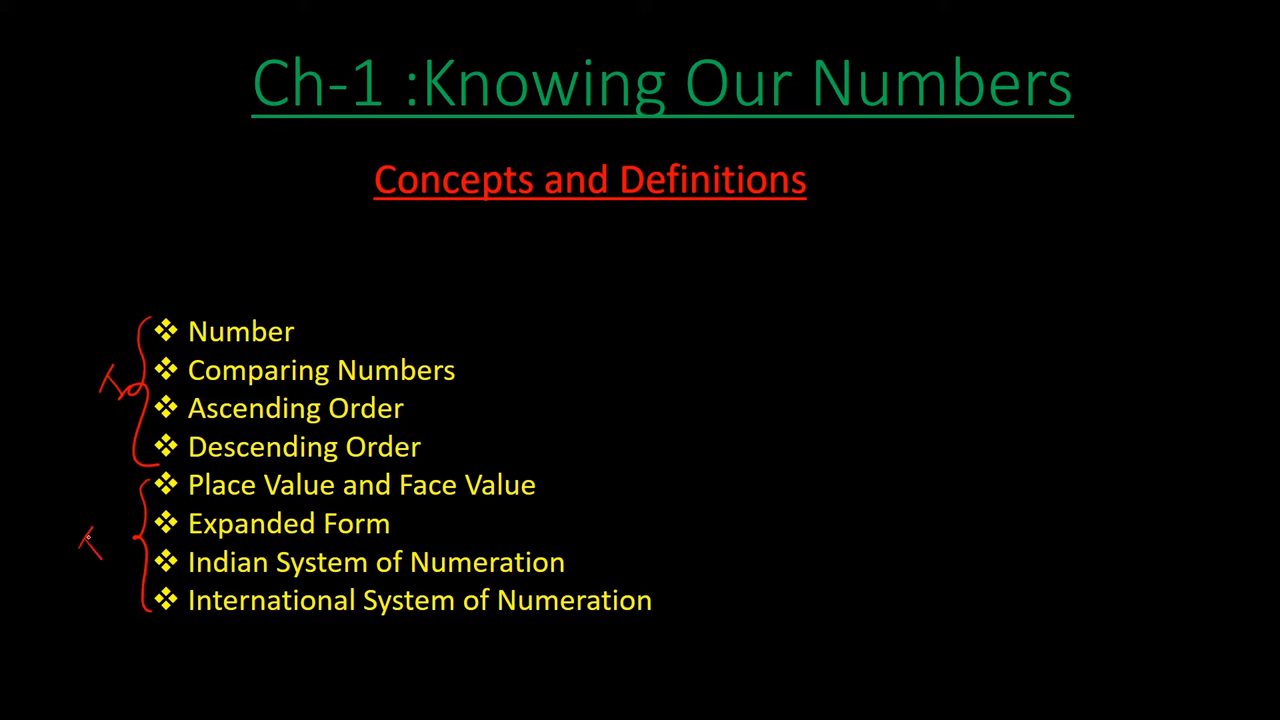 Ch-1 :Knowing Our Numbers
Concepts and Definitions
❖ Number
❖ Comparing Numbers
❖ Ascending Order
❖ Descending Order
❖ Place Value and Face Value
❖ Expanded Form
❖ Indian System of Numeration
❖ International System of Numeration